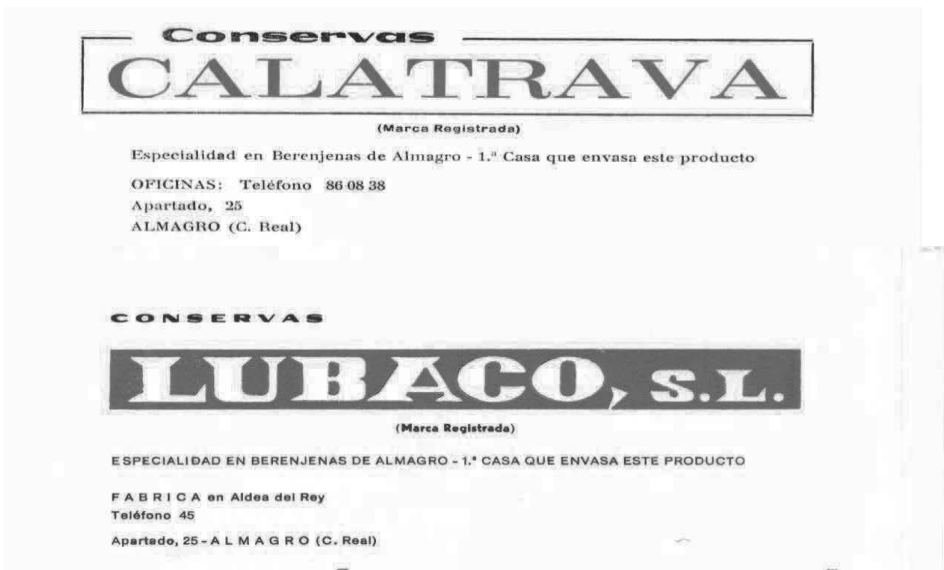 Conservas
CALATRAVA
(Marca Registrada)
Especialidad en Berenjenas de Almagro - 1.ª Casa que envasa este producto
OFICINAS: Teléfono 86 08 38
Apartado, 25
ALMAGRO (C. Real)
CONSERVAS
LUBACO, S.L.
(Marca Registrada)
ESPECIALIDAD EN BERENJENAS DE ALMAGRO - 1.ª CASA QUE ENVASA ESTE PRODUCTO
FABRICA en Aldea del Rey
Teléfono 45
Apartado, 25 - ALMAGRO (C. Real)